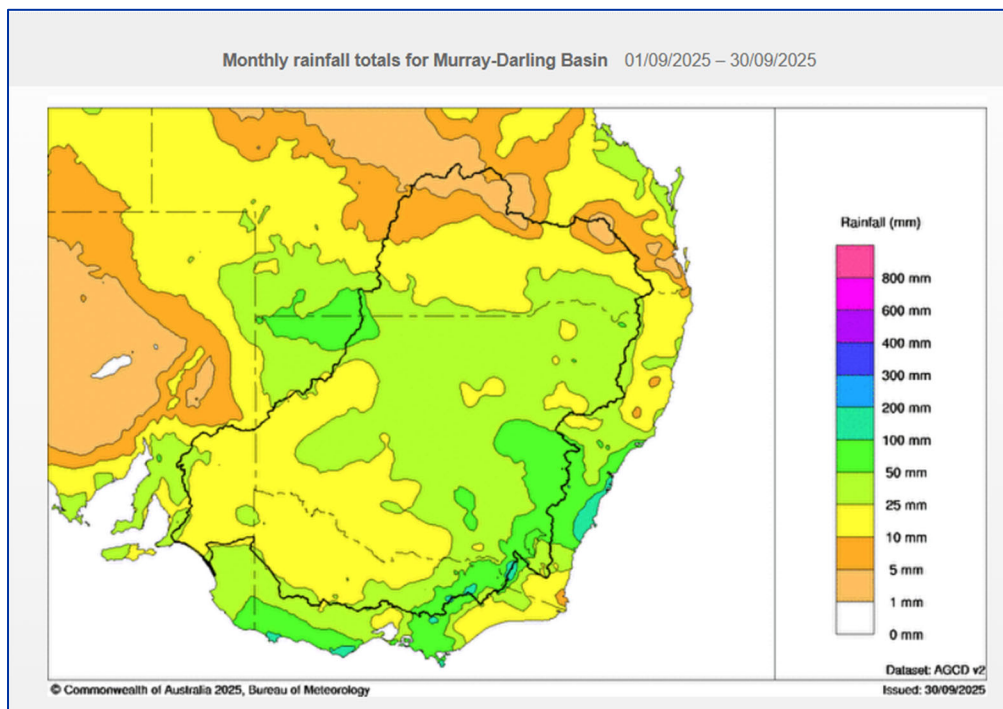 Monthly rainfall totals for Murray-Darling Basin 01/09/2025 – 30/09/2025
Rainfall (mm)
800 mm
600 mm
400 mm
300 mm
200 mm
100 mm
50 mm
25 mm
10 mm
5 mm
1 mm
0 mm
Dataset: AGCD v2
© Commonwealth of Australia 2025, Bureau of Meteorology
Issued: 30/09/2025